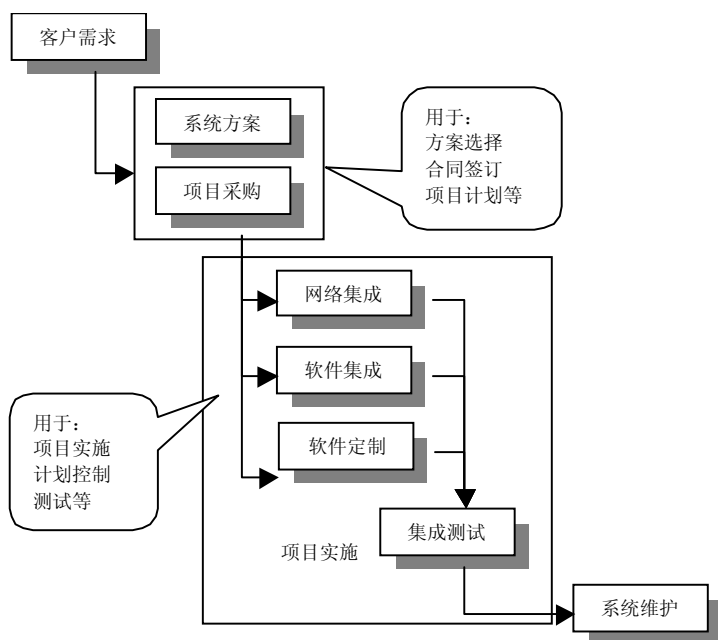 客户需求
系统方案
项目采购
用于：
方案选择
合同签订
项目计划等
网络集成
软件集成
软件定制
用于：
项目实施
计划控制
测试等
集成测试
项目实施
系统维护